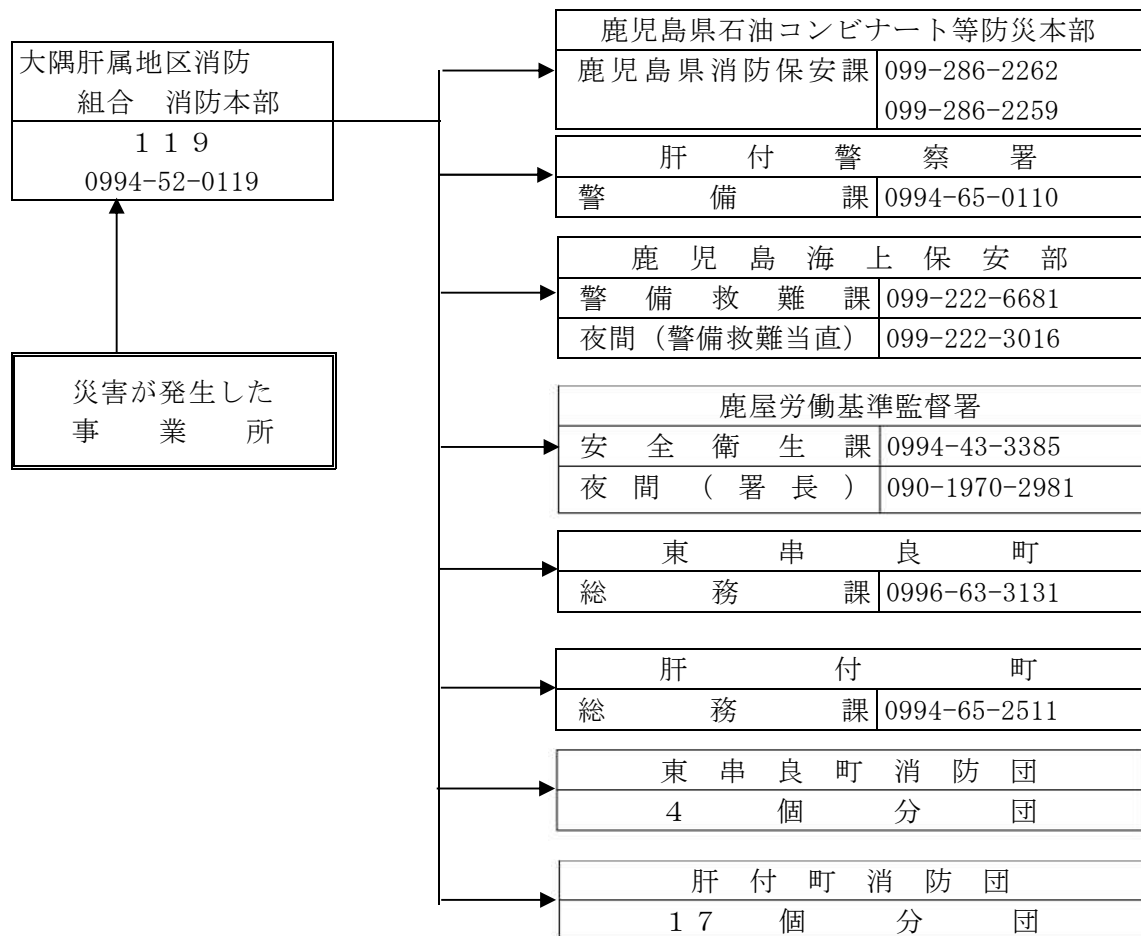 大隅肝属地区消防
組合 消防本部
１１９
0994-52-0119
災害が発生した
事業所
鹿児島県石油コンビナート等防災本部
鹿児島県消防保安課 099-286-2262
099-286-2259
肝付警察署
警備課 0994-65-0110
鹿児島海上保安部
警備救難課 099-222-6681
夜間（警備救難当直） 099-222-3016
鹿屋労働基準監督署
安全衛生課 0994-43-3385
夜間（署長） 090-1970-2981
東串良町
総務課 0996-63-3131
肝付町
総務課 0994-65-2511
東串良町消防団
４個分団
肝付町消防団
１７個分団